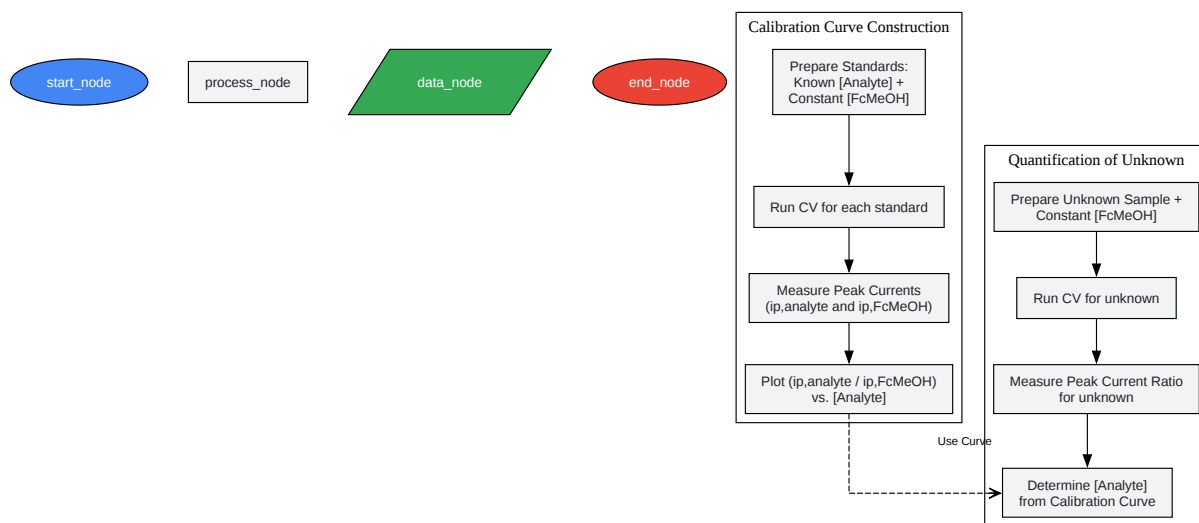 start_node
process_node
data_node
end_node
Calibration Curve Construction
Prepare Standards:
Known [Analyte] +
Constant [FcMeOH]
Run CV for each standard
Measure Peak Currents
(ip,analyte and ip,FcMeOH)
Plot (ip,analyte / ip,FcMeOH)
vs. [Analyte]
Use Curve
Quantification of Unknown
Prepare Unknown Sample +
Constant [FcMeOH]
Run CV for unknown
Measure Peak Current Ratio
for unknown
Determine [Analyte]
from Calibration Curve